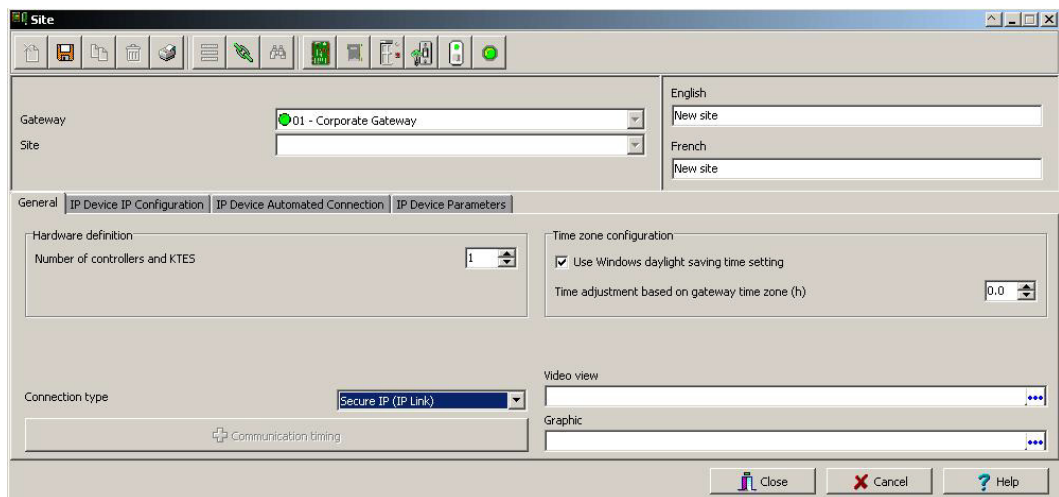 Site
Gateway
01 - Corporate Gateway
Site
English
New site
French
New site
General IP Device IP Configuration IP Device Automated Connection IP Device Parameters
Hardware definition
Number of controllers and KTES
1
Time zone configuration
Use Windows daylight saving time setting
Time adjustment based on gateway time zone (h)
0.0
Connection type
Secure IP (IP Link)
Communication timing
Video view
Graphic
Close Cancel Help